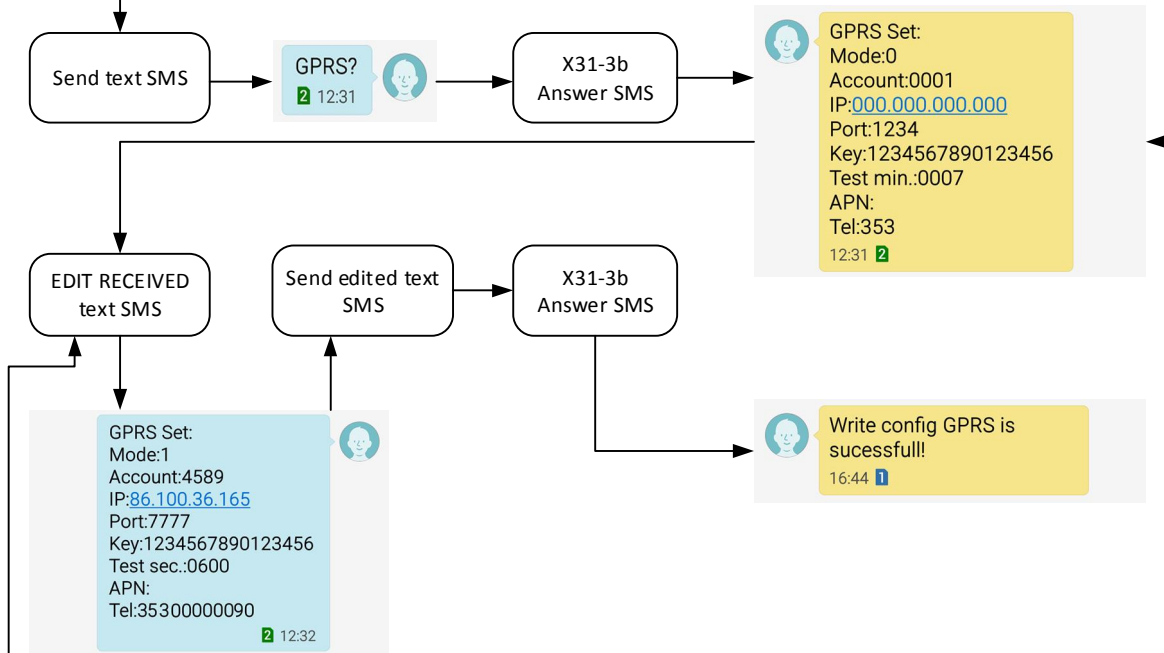 Send text SMS
GPRS?
2 12:31
X31-3b
Answer SMS
GPRS Set:
Mode:0
Account:0001
IP:000.000.000.000
Port:1234
Key:1234567890123456
Test min.:0007
APN:
Tel:353
12:31 2
EDIT RECEIVED
text SMS
Send edited text
SMS
X31-3b
Answer SMS
GPRS Set:
Mode:1
Account:4589
IP:86.100.36.165
Port:7777
Key:1234567890123456
Test sec.:0600
APN:
Tel:35300000090
2 12:32
Write config GPRS is
sucessfull!
16:44 1